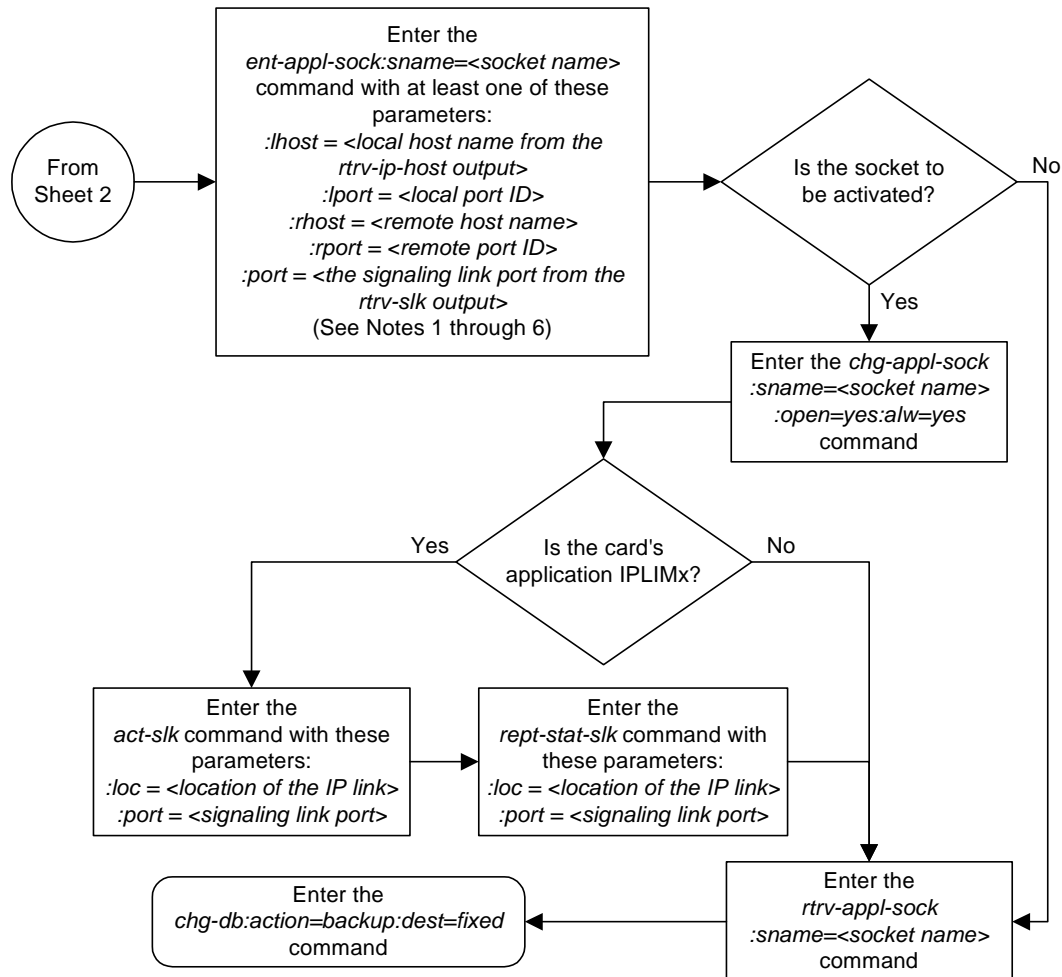 From
Sheet 2
Enter the
ent-appl-sock:sname=<socket name>
command with at least one of these
parameters:
:lhost = <local host name from the
rtrv-ip-host output>
:lport = <local port ID>
:rhost = <remote host name>
:rport = <remote port ID>
:port = <the signaling link port from the
rtrv-slk output>
(See Notes 1 through 6)
Is the socket to
be activated?
No
Yes
Enter the chg-appl-sock
:sname=<socket name>
:open=yes:alw=yes
command
Is the card's
application IPLIMx?
Yes
No
Enter the
act-slk command with these
parameters:
:loc = <location of the IP link>
:port = <signaling link port>
Enter the
rept-stat-slk command with
these parameters:
:loc = <location of the IP link>
:port = <signaling link port>
Enter the
rtrv-appl-sock
:sname=<socket name>
command
Enter the
chg-db:action=backup:dest=fixed
command